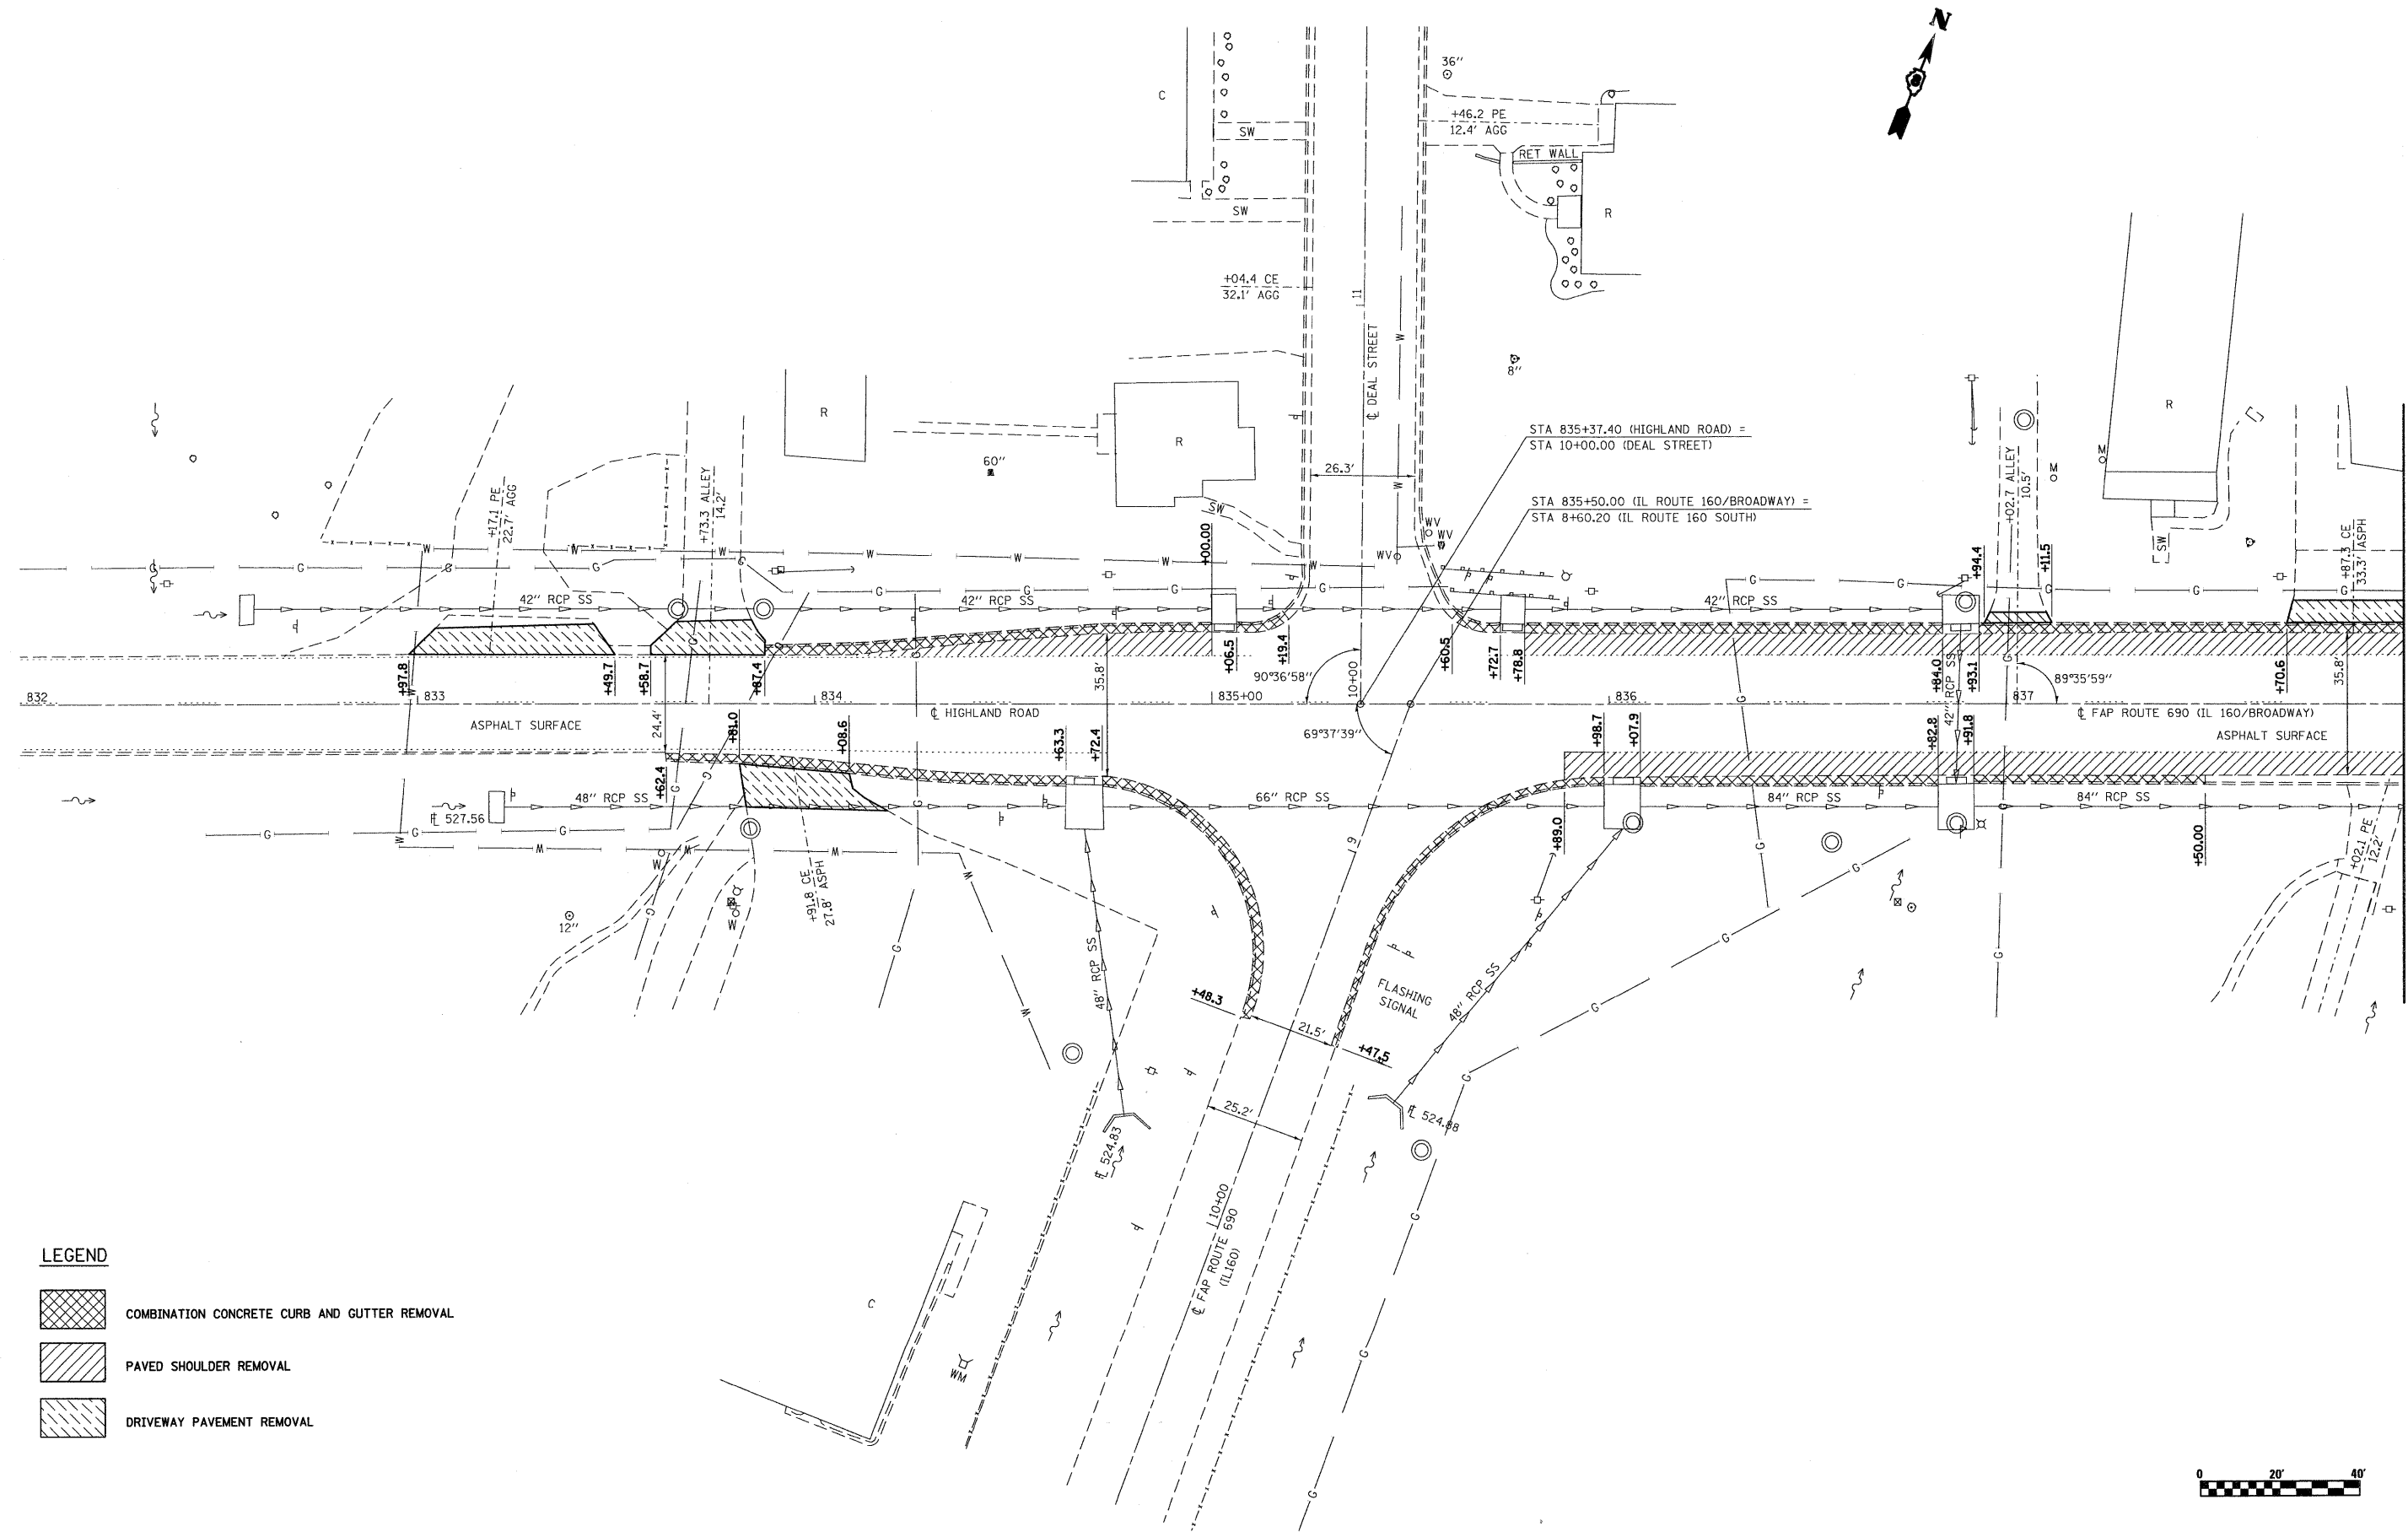 N
36"
C
+46.2 PE
12.4' AGG
SW
RET WALL
SW
R
+04.4 CE
32.1' AGG
11
℄ DEAL STREET
W
8"
R
R
R
60"
STA 835+37.40 (HIGHLAND ROAD) =
STA 10+00.00 (DEAL STREET)
26.3'
W
STA 835+50.00 (IL ROUTE 160/BROADWAY) =
STA 8+60.20 (IL ROUTE 160 SOUTH)
M
M
+17.1 PE
22.7' AGG
+73.3 ALLEY
14.2'
SW
+00.00
WV
WV
WV
+02.7 ALLEY
10.5'
SW
+87.3 CE
33.3' ASPH
+94.4
+11.5
W W W W W W W
G G G G G G G G G G G G G
42" RCP SS
42" RCP SS
42" RCP SS
+97.8
+49.7
+58.7
+87.4
35.8'
+06.5
+19.4
90°36'58"
10+00
+60.5
+72.7
+78.8
+84.0
+93.1
42" RCP SS
89°35'59"
+70.6
35.8'
832
833
834
835+00
836
837
ASPHALT SURFACE
24.4'
℄ HIGHLAND ROAD
℄ FAP ROUTE 690 (IL 160/BROADWAY)
ASPHALT SURFACE
69°37'39"
+62.4
+81.0
+08.6
+63.3
+72.4
+98.7
+07.9
+82.8
+91.8
48" RCP SS
66" RCP SS
84" RCP SS
84" RCP SS
℄ 527.56
+89.0
+50.00
9
+02.1 PE
12.2'
G G G
W W W
W
+91.8 CE
27.8' ASPH
12"
W
48" RCP SS
48" RCP SS
FLASHING
SIGNAL
+48.3
21.5'
+47.5
25.2'
℄ 524.83
℄ 524.88
10+00
℄ FAP ROUTE 690
(IL160)
C
WM
LEGEND
COMBINATION CONCRETE CURB AND GUTTER REMOVAL
PAVED SHOULDER REMOVAL
DRIVEWAY PAVEMENT REMOVAL
0 20' 40'